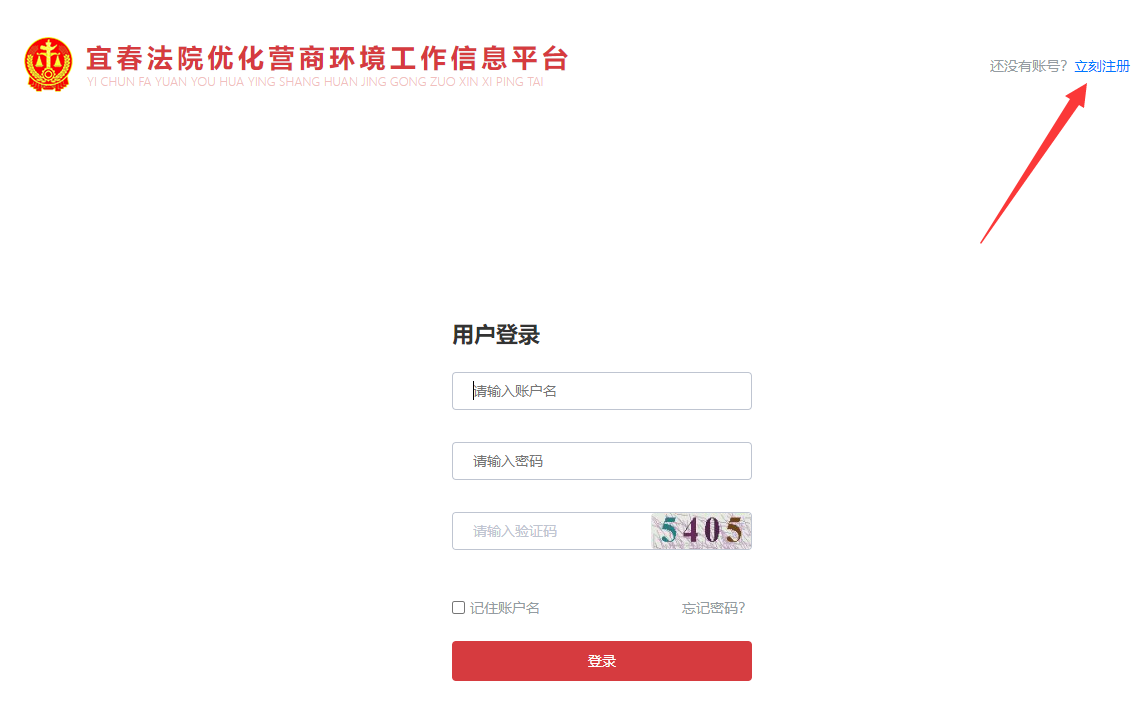 宜春法院优化营商环境工作信息平台
YI CHUN FA YUAN YOU HUA YING SHANG HUAN JING GONG ZUO XIN XI PING TAI
还没有账号？立刻注册
用户登录
请输入账户名
请输入密码
请输入验证码 5405
记住账户名 忘记密码？
登录